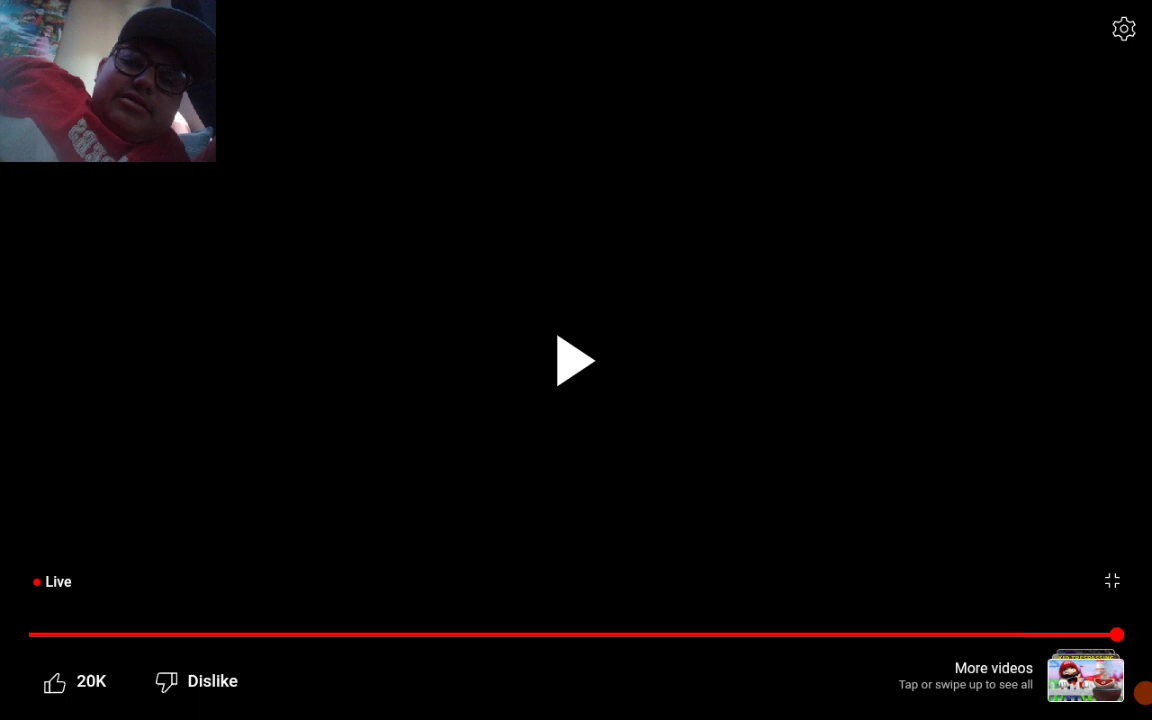 Live
20K
Dislike
More videos
Tap or swipe up to see all